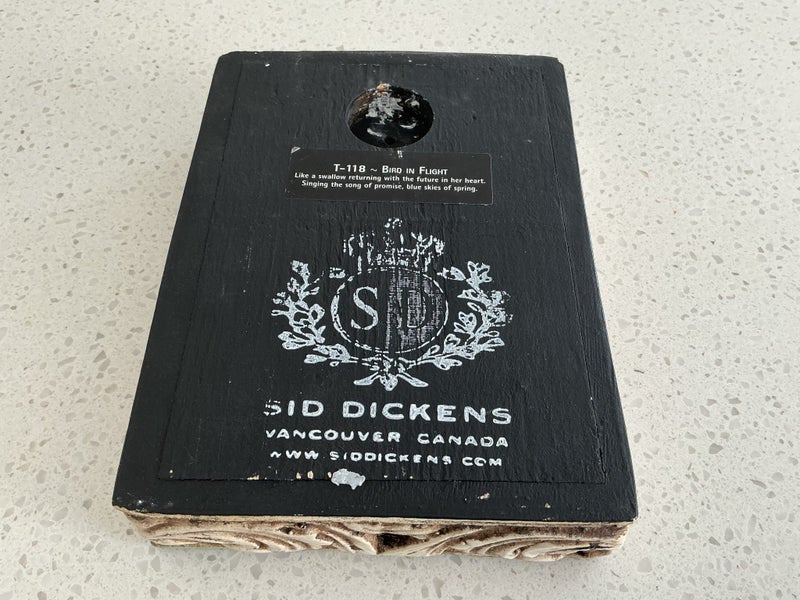 T-118 ~ BIRD IN FLIGHT
Like a swallow returning with the future in her heart.
Singing the song of promise, blue skies of spring.
SD
SID DICKENS
VANCOUVER CANADA
WWW SIDDICKENS COM